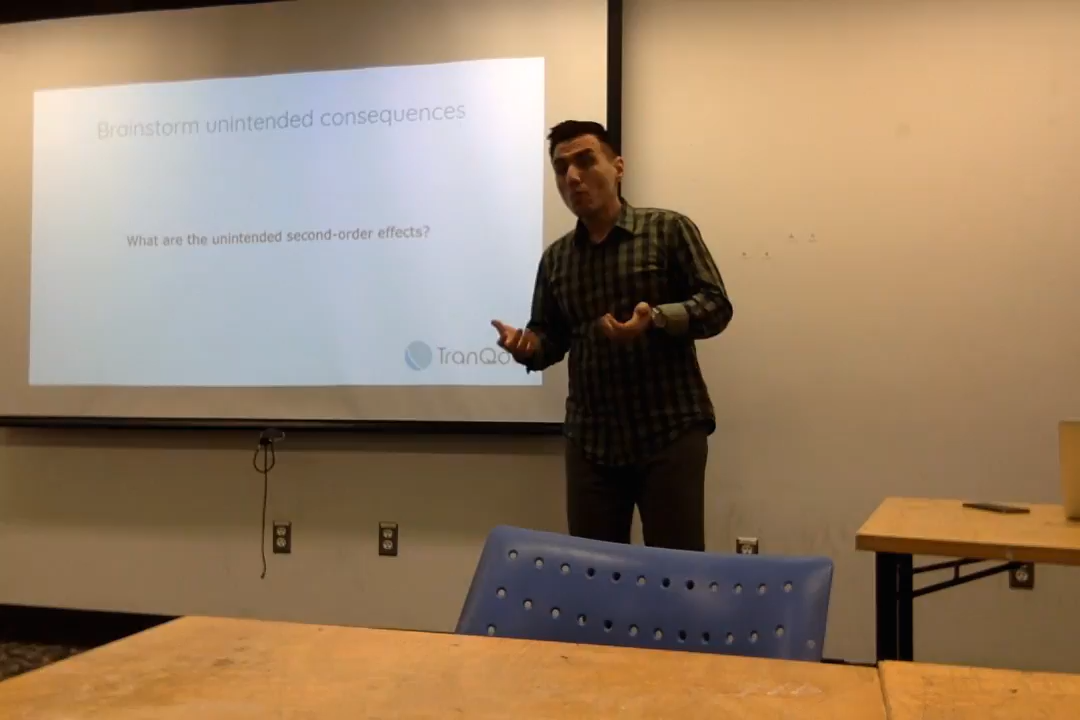 Brainstorm unintended consequences
What are the unintended second-order effects?